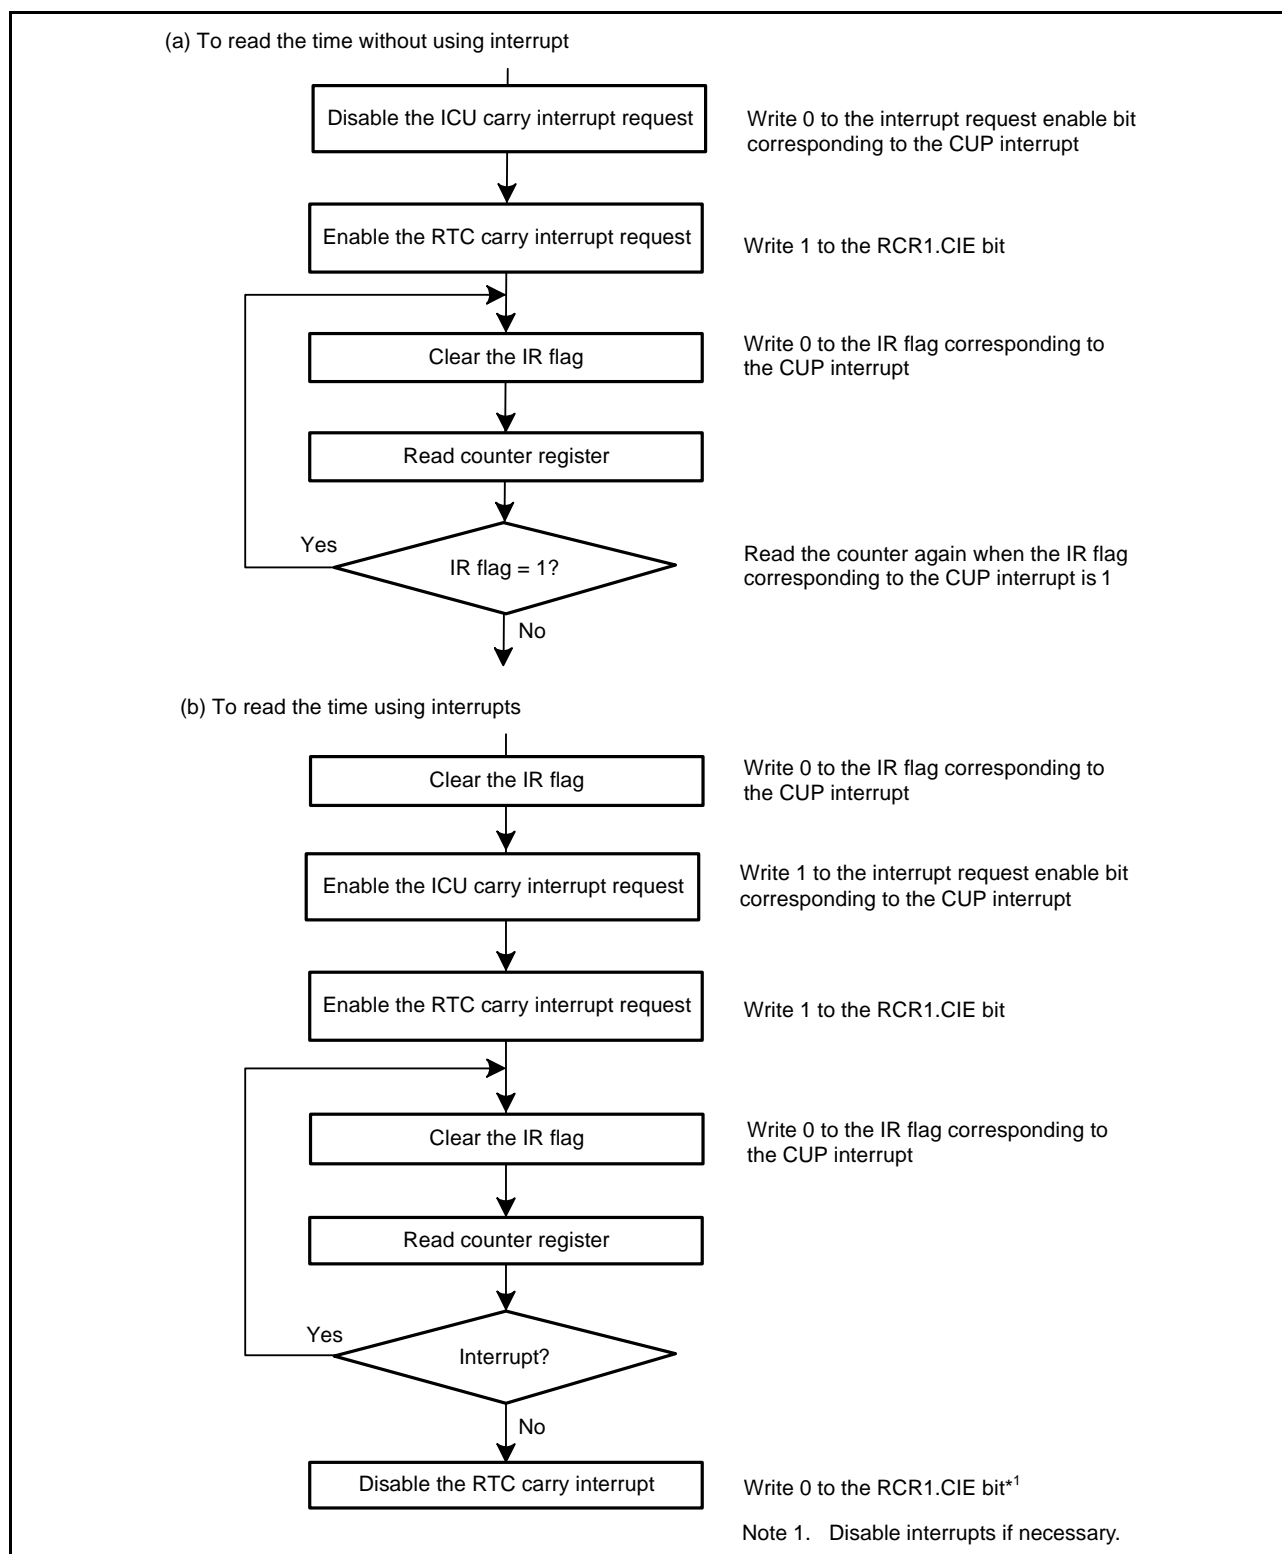 (a) To read the time without using interrupt
Disable the ICU carry interrupt request
Write 0 to the interrupt request enable bit
corresponding to the CUP interrupt
Enable the RTC carry interrupt request
Write 1 to the RCR1.CIE bit
Clear the IR flag
Write 0 to the IR flag corresponding to
the CUP interrupt
Read counter register
Yes
IR flag = 1?
Read the counter again when the IR flag
corresponding to the CUP interrupt is 1
No
(b) To read the time using interrupts
Clear the IR flag
Write 0 to the IR flag corresponding to
the CUP interrupt
Enable the ICU carry interrupt request
Write 1 to the interrupt request enable bit
corresponding to the CUP interrupt
Enable the RTC carry interrupt request
Write 1 to the RCR1.CIE bit
Clear the IR flag
Write 0 to the IR flag corresponding to
the CUP interrupt
Read counter register
Yes
Interrupt?
No
Disable the RTC carry interrupt
Write 0 to the RCR1.CIE bit*1
Note 1. Disable interrupts if necessary.